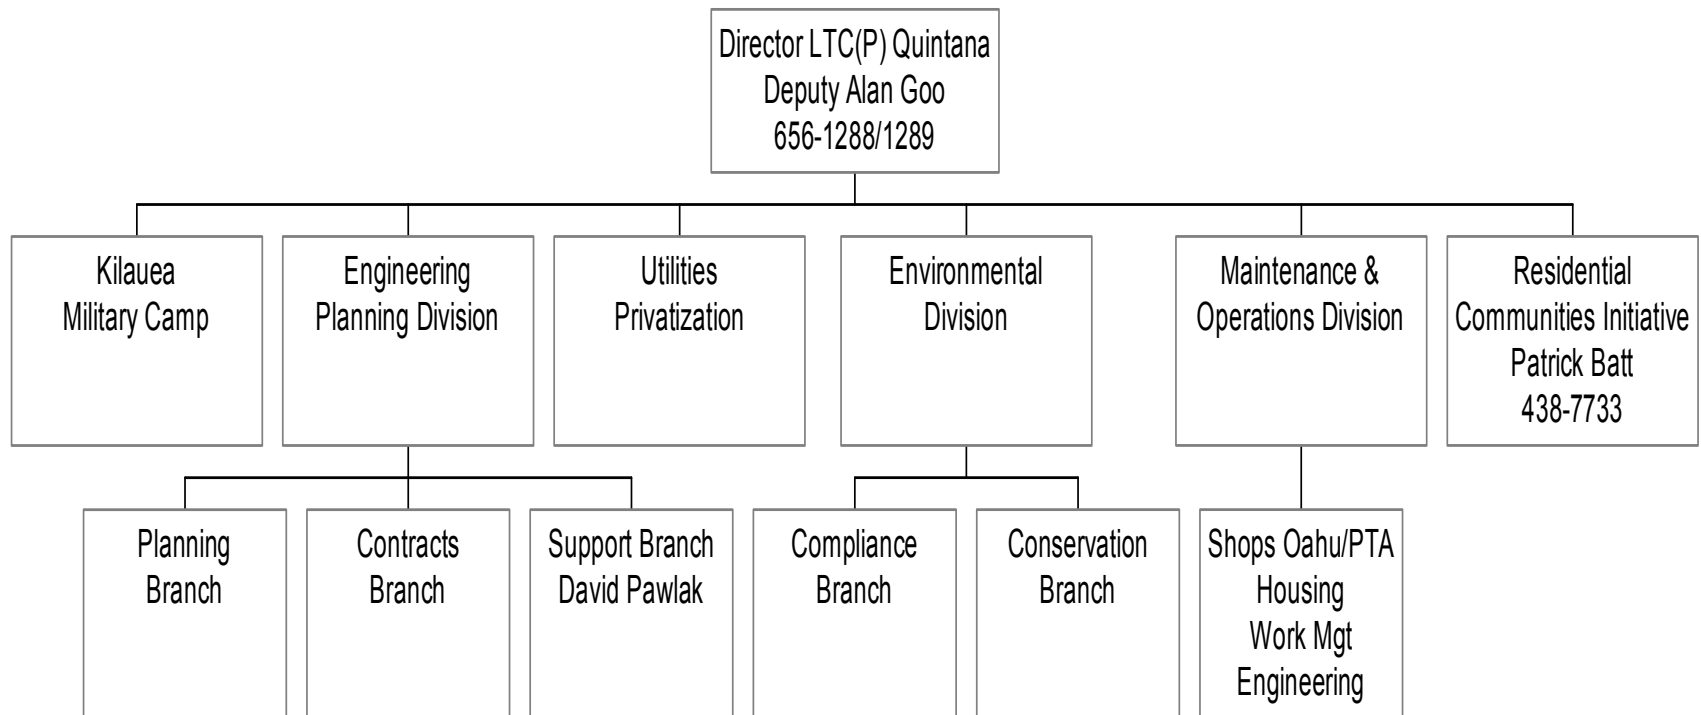 Director LTC(P) Quintana
Deputy Alan Goo
656-1288/1289
Kilauea
Military Camp
Engineering
Planning Division
Utilities
Privatization
Environmental
Division
Maintenance &
Operations Division
Residential
Communities Initiative
Patrick Batt
438-7733
Planning
Branch
Contracts
Branch
Support Branch
David Pawlak
Compliance
Branch
Conservation
Branch
Shops Oahu/PTA
Housing
Work Mgt
Engineering